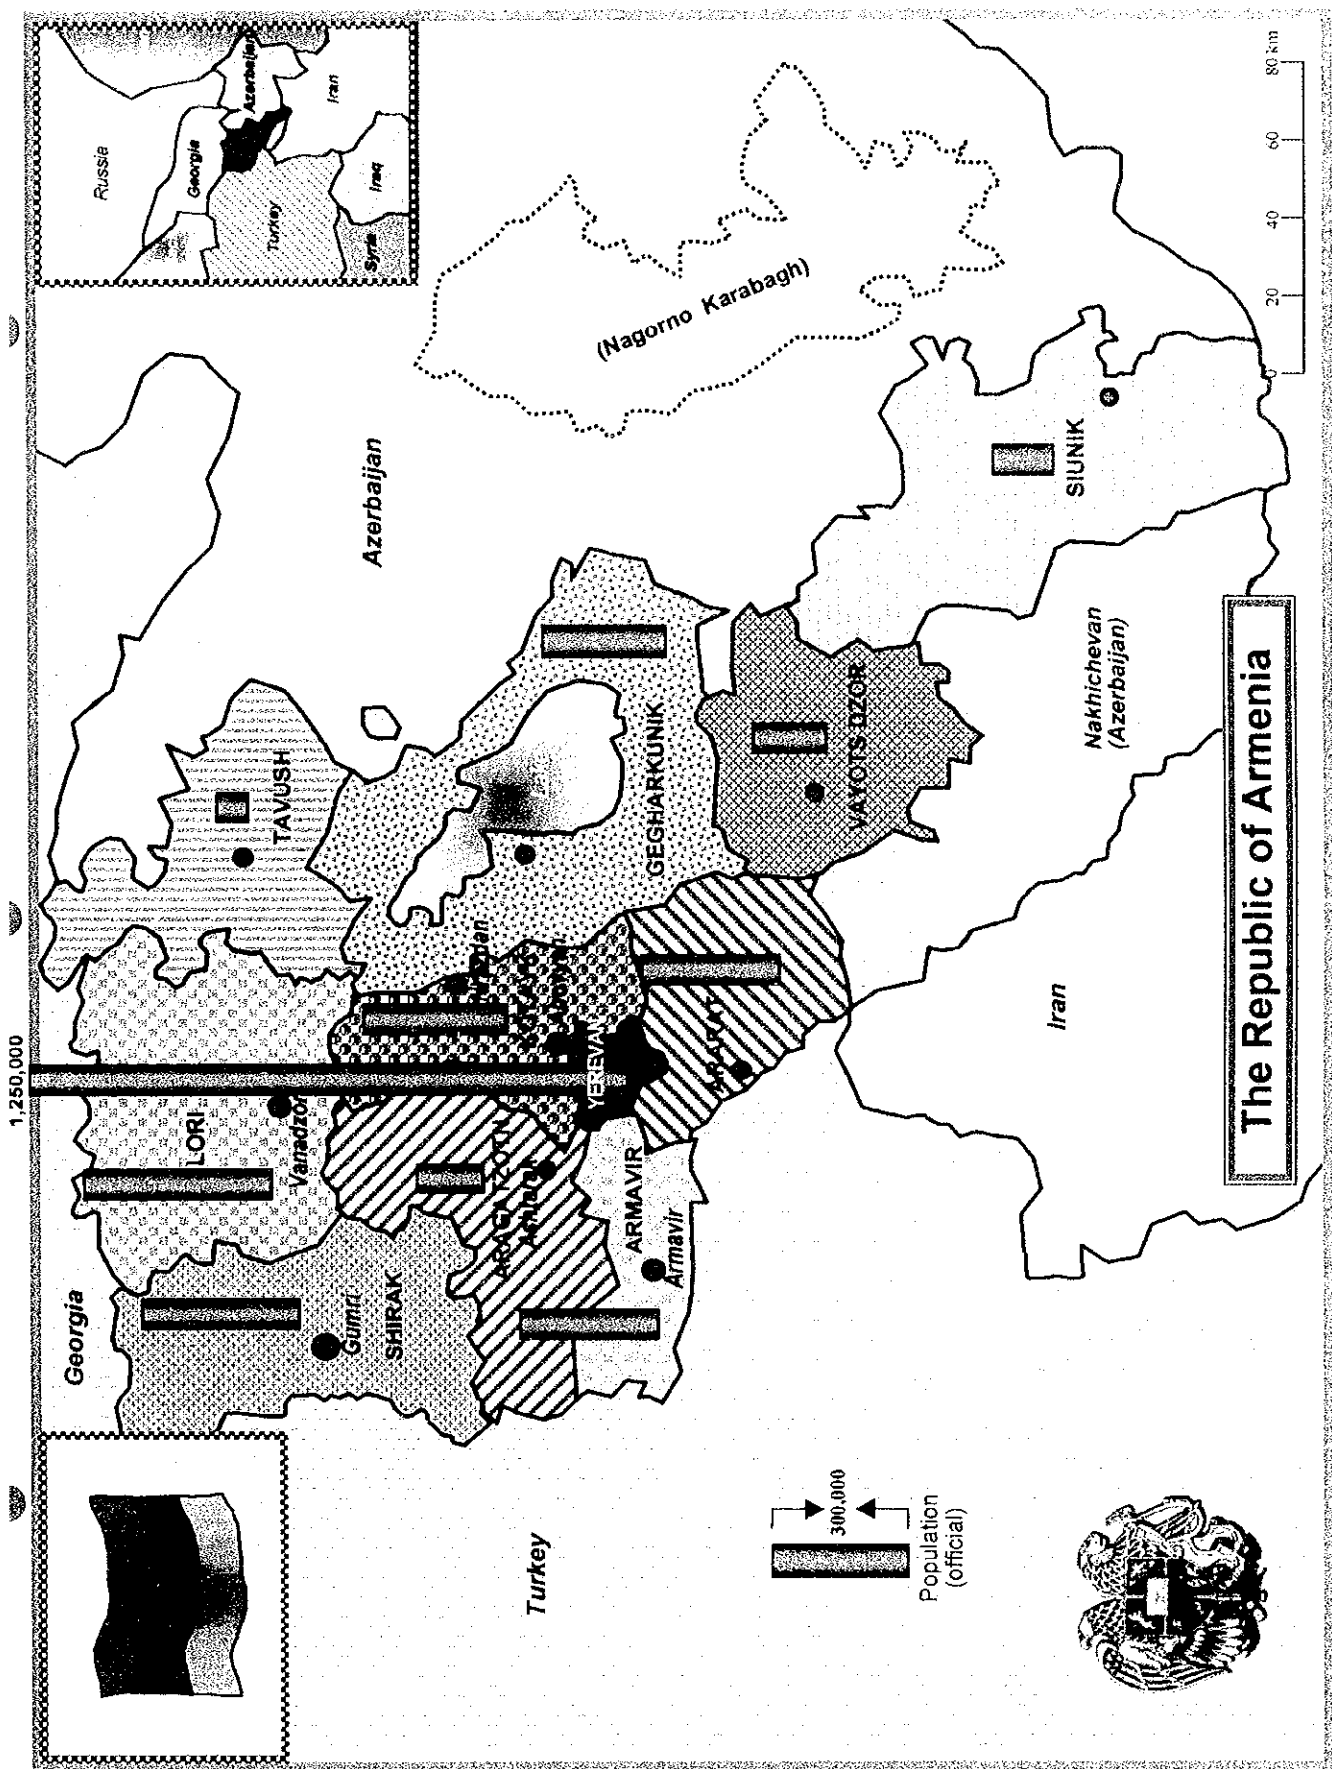 1,250,000
Russia
Georgia
Azerbaijan
Turkey
Iran
Syria
Iraq
Georgia
LORI
Vanadzor
TAVUSH
Azerbaijan
(Nagorno Karabagh)
Gumri
SHIRAK
ARAGATZOTN
YEREVAN
GEGHARKUNIK
ARMAVIR
Armavir
ARARAT
VAYOTS DZOR
SIUNIK
Turkey
Iran
Nakhichevan
(Azerbaijan)
300,000
Population
(official)
The Republic of Armenia
0 20 40 60 80 km